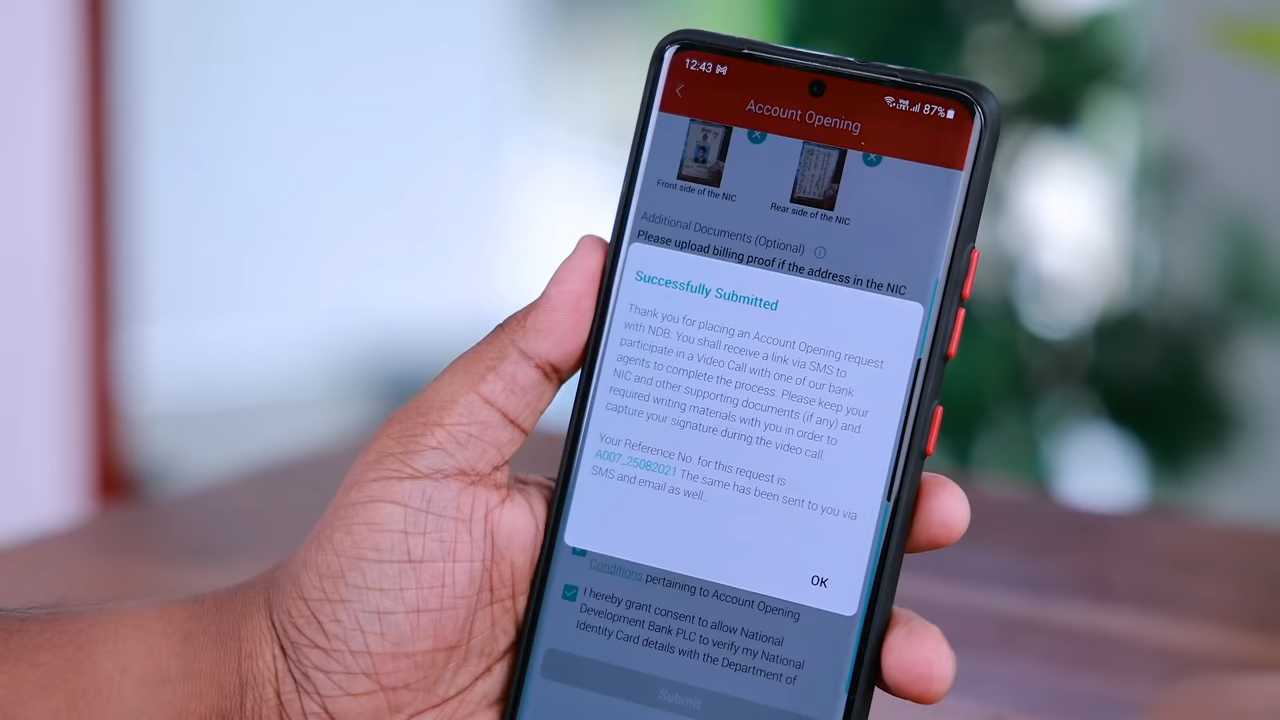 12:43
87%
Account Opening
Front side of the NIC
Rear side of the NIC
Additional Documents (Optional)
Please upload billing proof if the address in the NIC
Successfully Submitted
Thank you for placing an Account Opening request
with NDB. You shall receive a link via SMS to
participate in a Video Call with one of our bank
agents to complete the process. Please keep your
NIC and other supporting documents (if any) and
required writing materials with you in order to
capture your signature during the video call.
Your Reference No. for this request is
A007_25082021 The same has been sent to you via
SMS and email as well.
OK
Conditions pertaining to Account Opening
I hereby grant consent to allow National
Development Bank PLC to verify my National
Identity Card details with the Department of
Submit